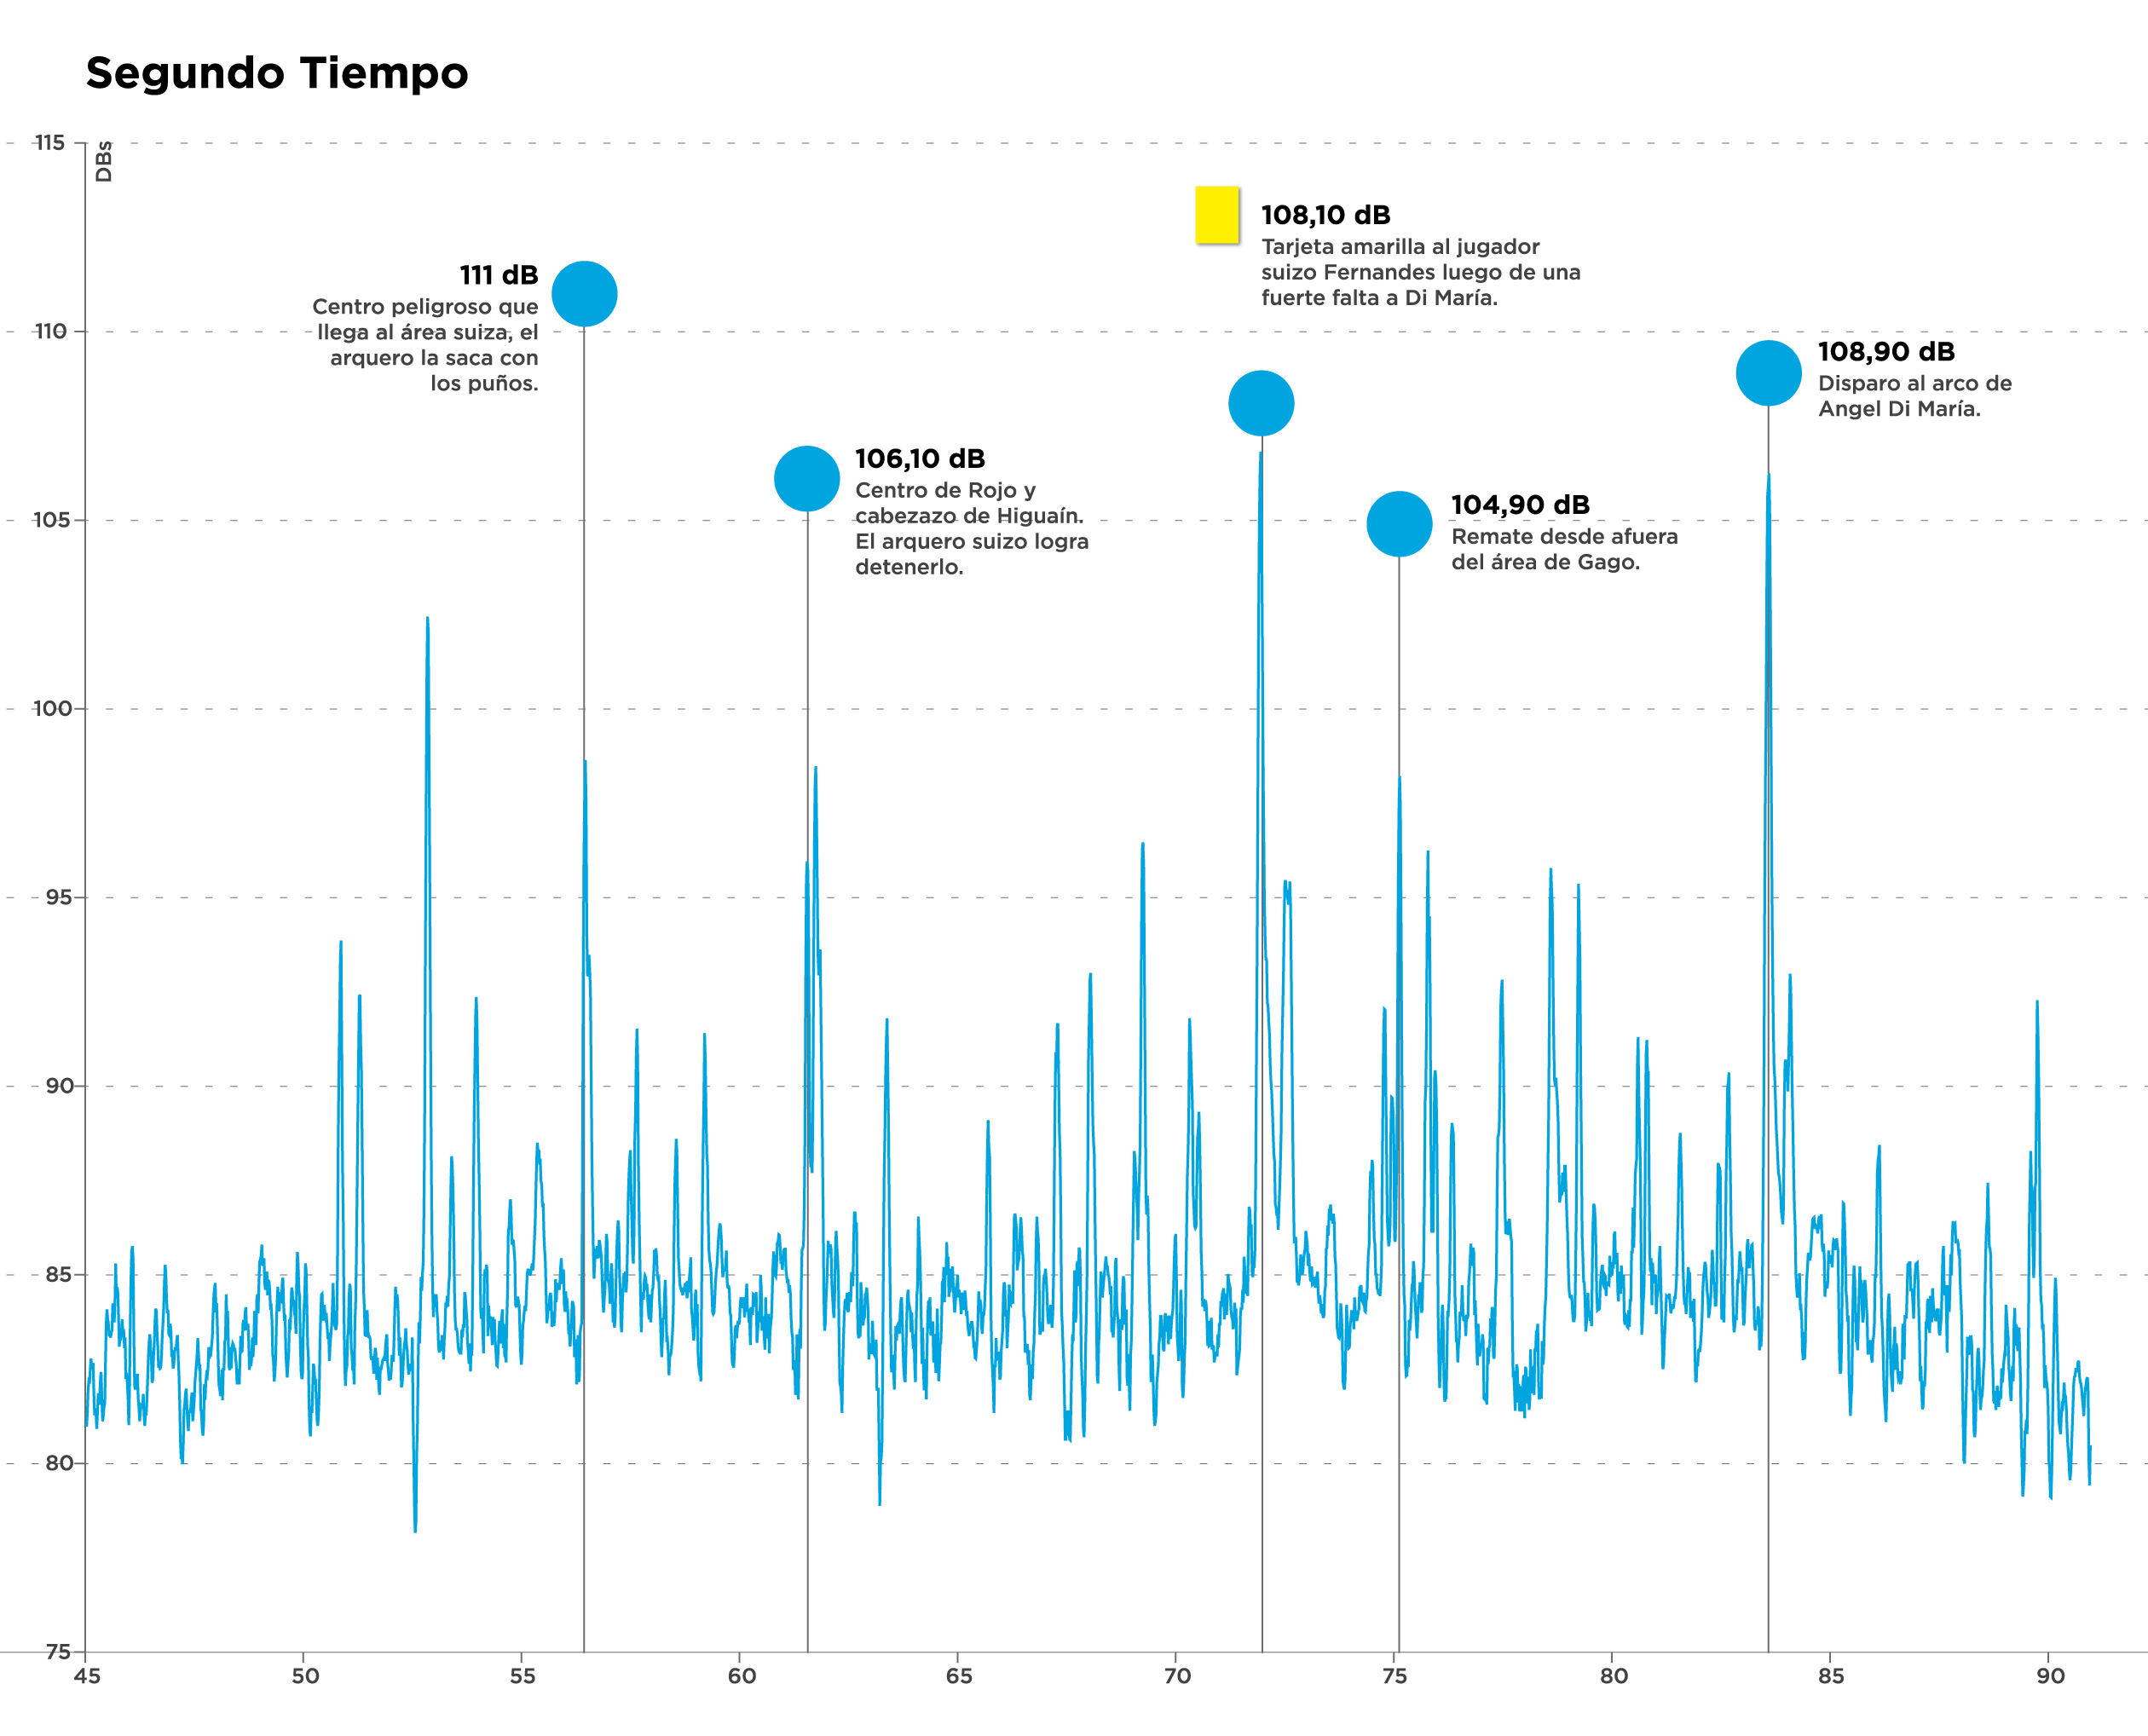 Segundo Tiempo
115
DBs
108,10 dB
Tarjeta amarilla al jugador
suizo Fernandes luego de una
fuerte falta a Di María.
111 dB
Centro peligroso que
llega al área suiza, el
arquero la saca con
los puños.
110
108,90 dB
Disparo al arco de
Angel Di María.
106,10 dB
Centro de Rojo y
cabezazo de Higuaín.
El arquero suizo logra
detenerlo.
104,90 dB
Remate desde afuera
del área de Gago.
105
100
95
90
85
80
75
45 50 55 60 65 70 75 80 85 90